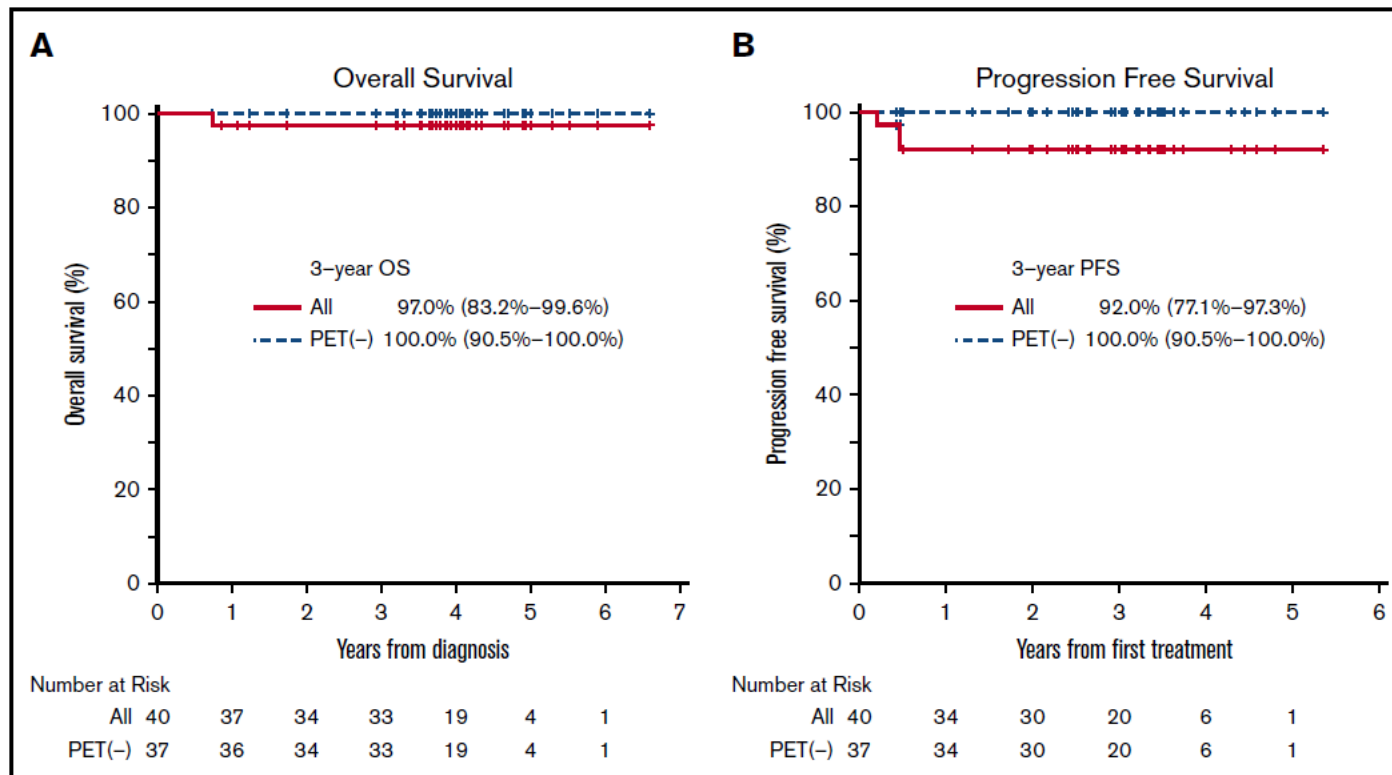 A
Overall Survival
Overall survival (%)
100
80
60
40
20
0
3–year OS
All 97.0% (83.2%–99.6%)
PET(–) 100.0% (90.5%–100.0%)
0 1 2 3 4 5 6 7
Years from diagnosis
Number at Risk
All 40 37 34 33 19 4 1
PET(–) 37 36 34 33 19 4 1
B
Progression Free Survival
Progression free survival (%)
100
80
60
40
20
0
3–year PFS
All 92.0% (77.1%–97.3%)
PET(–) 100.0% (90.5%–100.0%)
0 1 2 3 4 5 6
Years from first treatment
Number at Risk
All 40 34 30 20 6 1
PET(–) 37 34 30 20 6 1